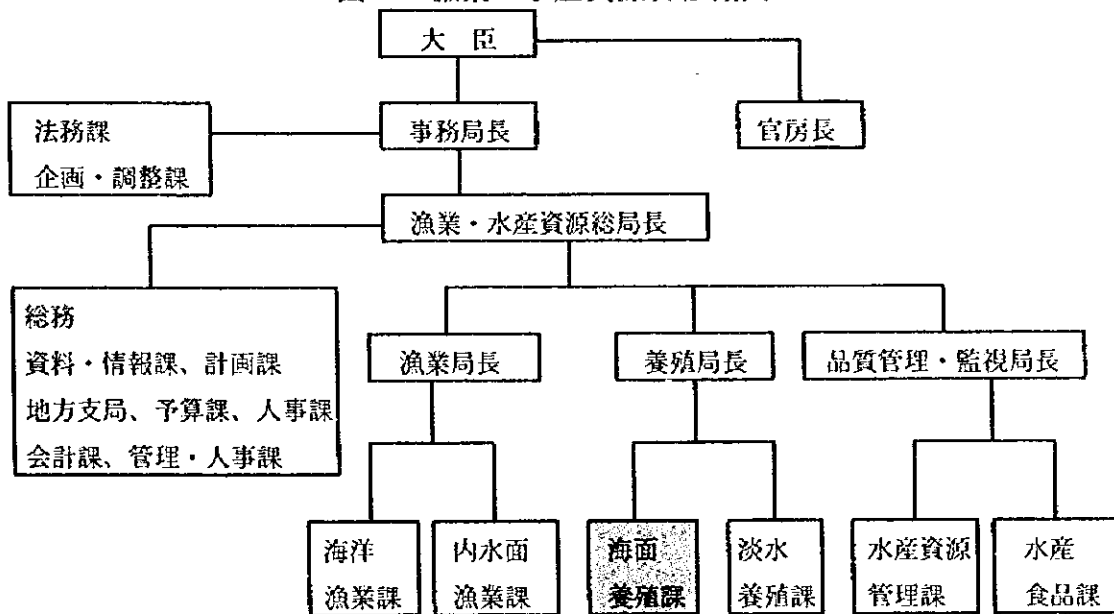 大臣
法務課
企画・調整課
事務局長
官房長
漁業・水産資源総局長
総務
資料・情報課、計画課
地方支局、予算課、人事課
会計課、管理・人事課
漁業局長
養殖局長
品質管理・監視局長
海洋
漁業課
内水面
漁業課
海面
養殖課
淡水
養殖課
水産資源
管理課
水産
食品課